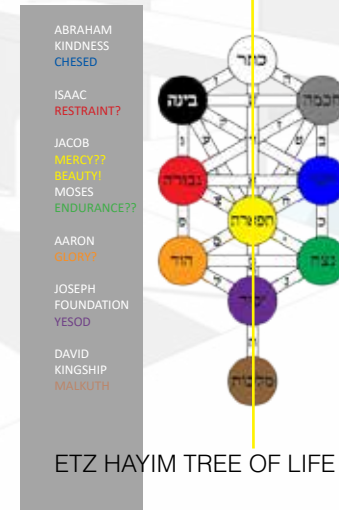 ABRAHAM
KINDNESS
CHESED
ISAAC
RESTRAINT?
JACOB
MERCY??
BEAUTY!
MOSES
ENDURANCE??
AARON
GLORY?
JOSEPH
FOUNDATION
YESOD
DAVID
KINGSHIP
MALKUTH
כתר
בינה
חכמה
גבורה
תפארת
הוד
נצח
יסוד
מלכות
ETZ HAYIM TREE OF LIFE